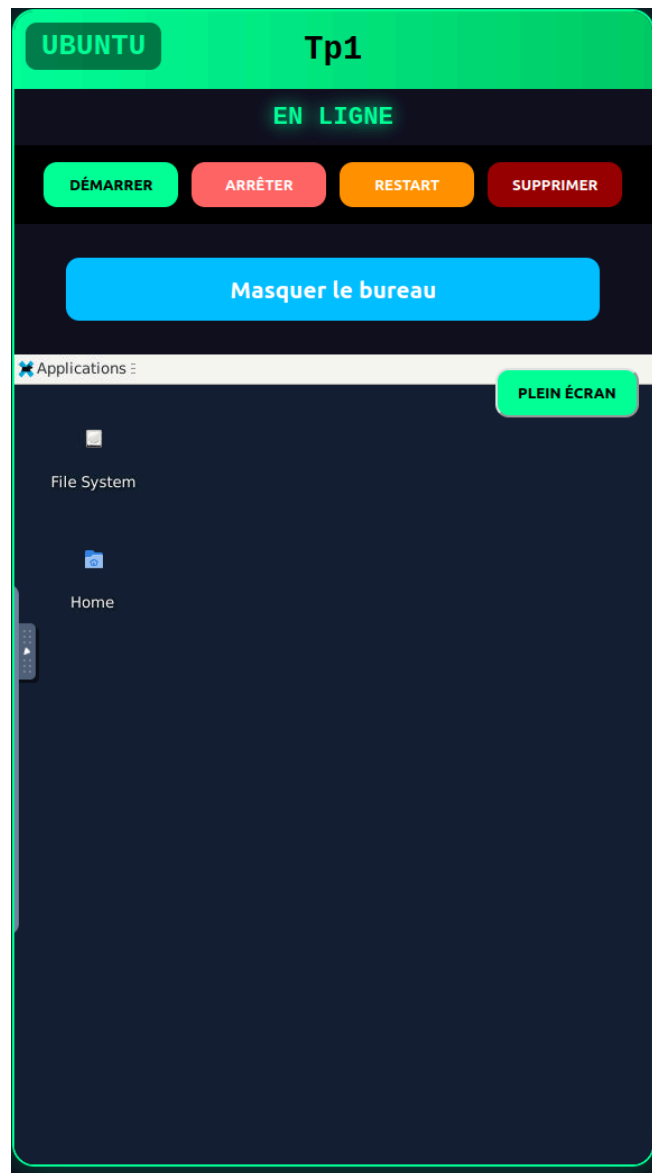 UBUNTU
Tp1
EN LIGNE
DÉMARRER ARRÊTER RESTART SUPPRIMER
Masquer le bureau
Applications
PLEIN ÉCRAN
File System
Home